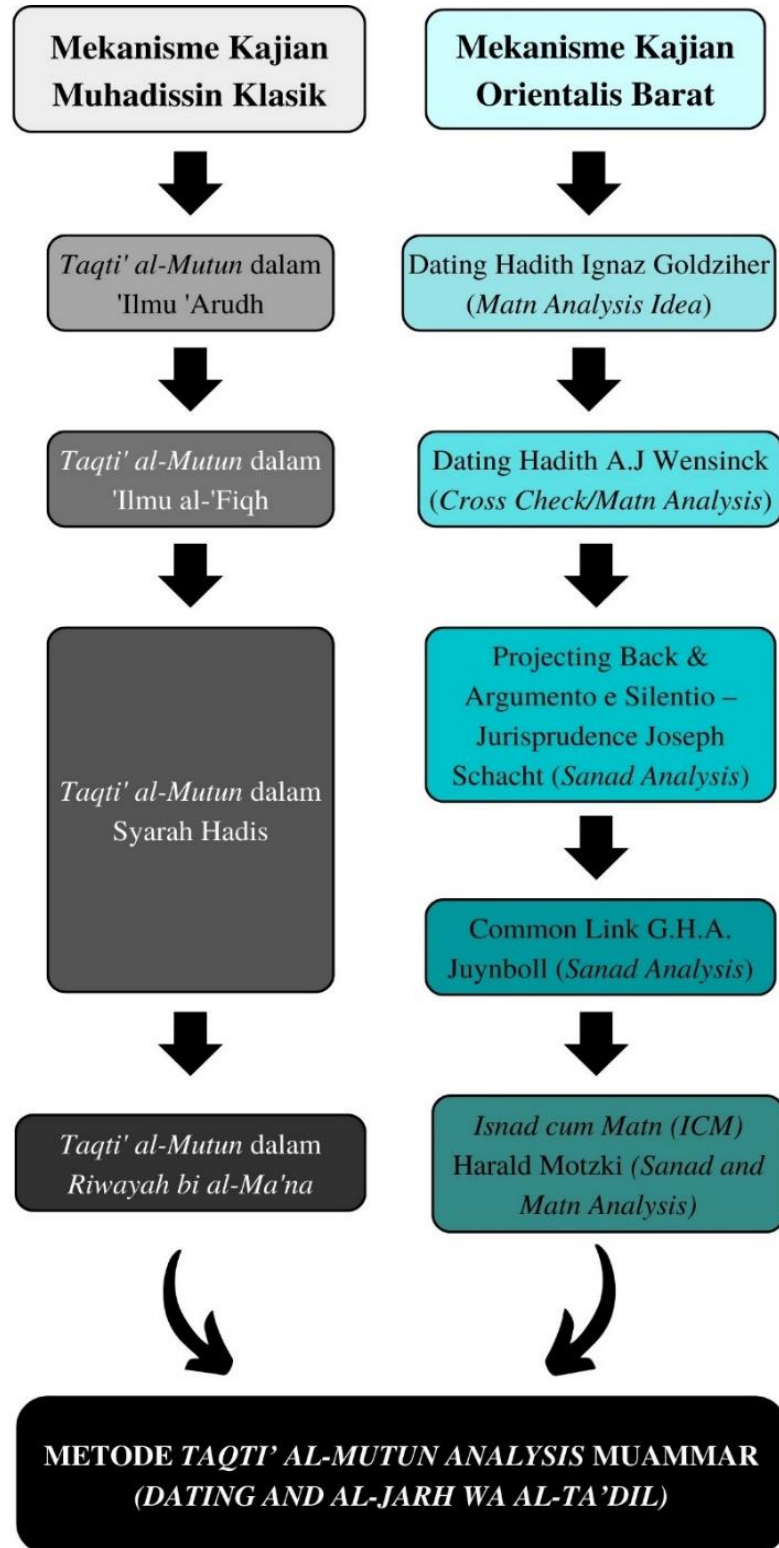 Mekanisme Kajian
Muhadissin Klasik
Taqti' al-Mutun dalam
'Ilmu 'Arudh
Taqti' al-Mutun dalam
'Ilmu al-'Fiqh
Taqti' al-Mutun dalam
Syarah Hadis
Taqti' al-Mutun dalam
Riwayah bi al-Ma'na
Mekanisme Kajian
Orientalis Barat
Dating Hadith Ignaz Goldziher
(Matn Analysis Idea)
Dating Hadith A.J Wensinck
(Cross Check/Matn Analysis)
Projecting Back &
Argumento e Silentio –
Jurisprudence Joseph
Schacht (Sanad Analysis)
Common Link G.H.A.
Juynboll (Sanad Analysis)
Isnad cum Matn (ICM)
Harald Motzki (Sanad and
Matn Analysis)
METODE TAQTI’ AL-MUTUN ANALYSIS MUAMMAR
(DATING AND AL-JARH WA AL-TA’DIL)